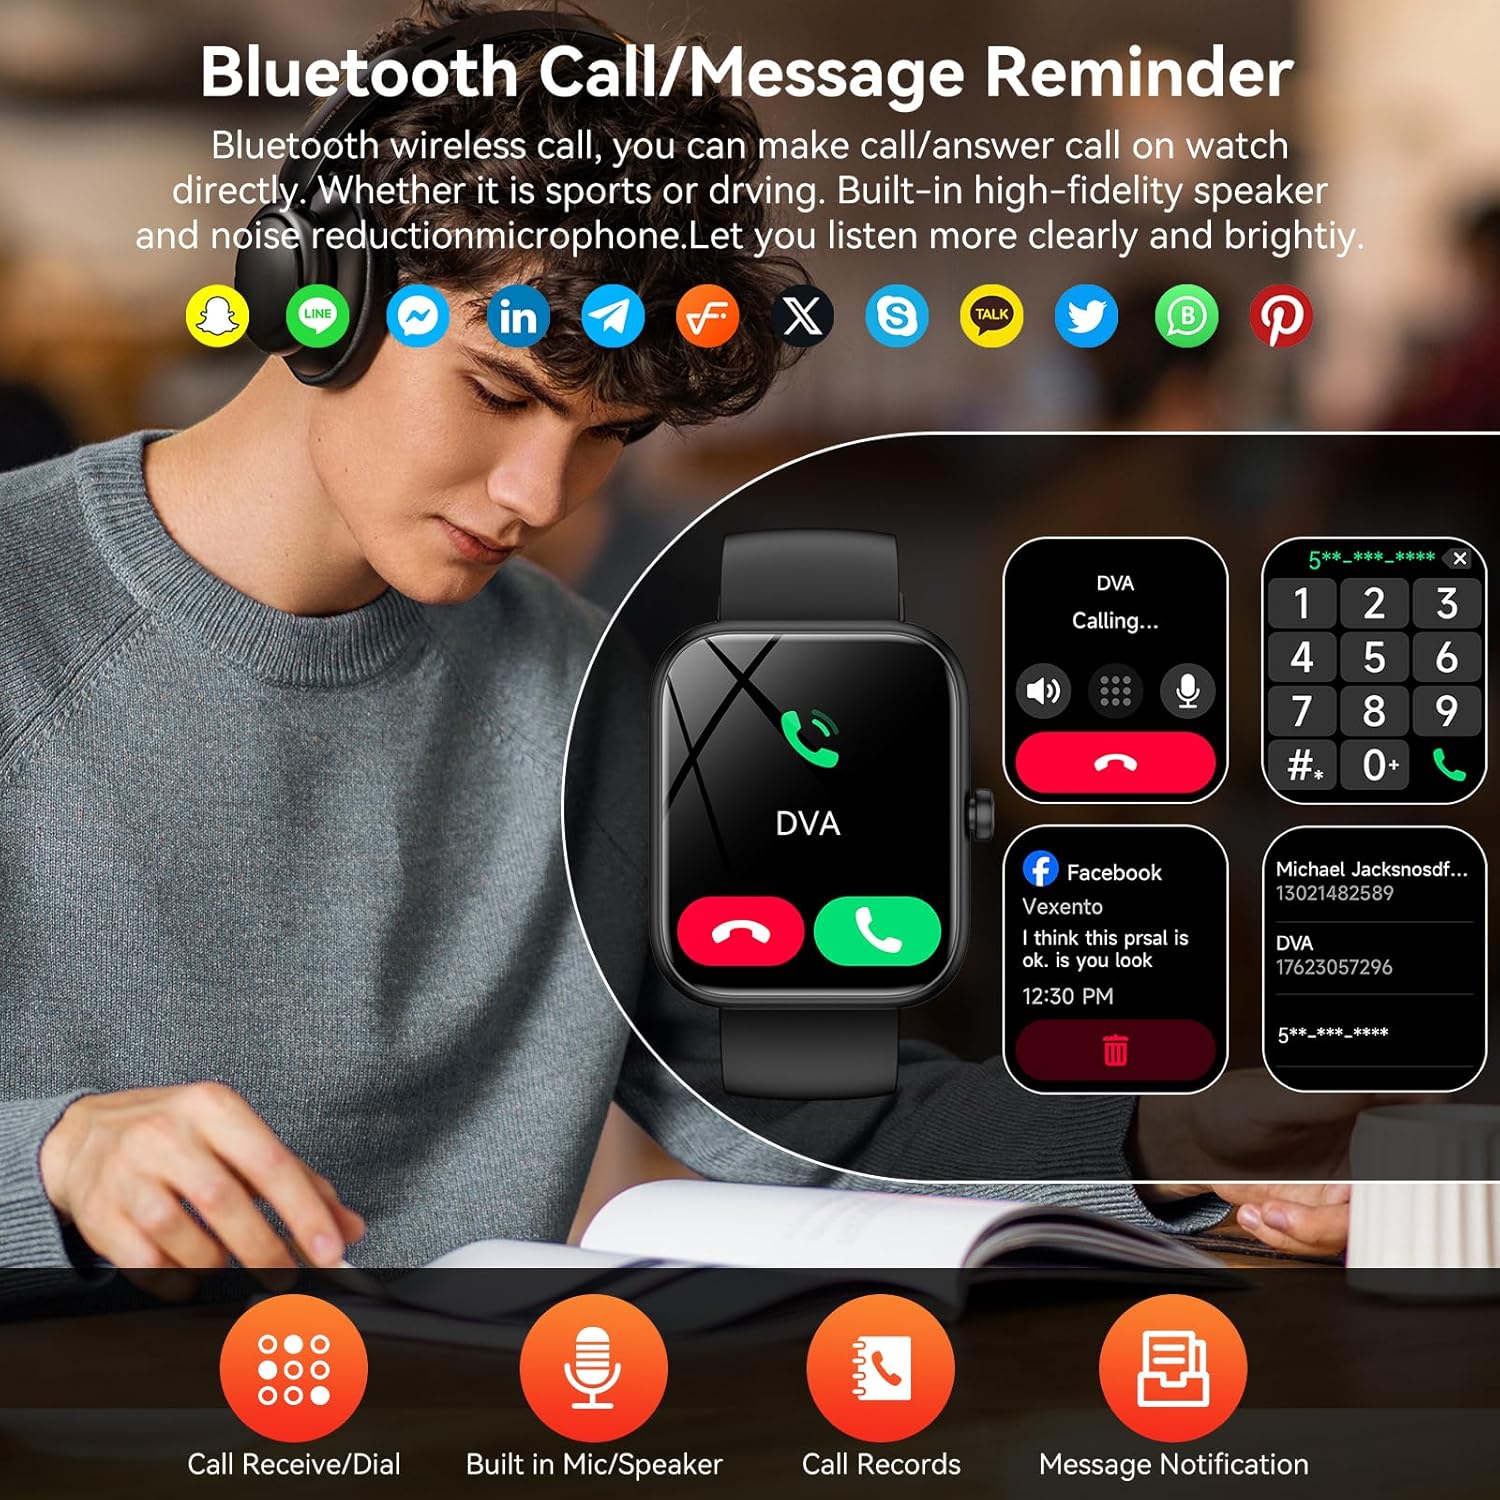 Bluetooth Call/Message Reminder
Bluetooth wireless call, you can make call/answer call on watch
directly. Whether it is sports or drving. Built-in high-fidelity speaker
and noise reductionmicrophone.Let you listen more clearly and brightiy.
LINE
in
X
S
TALK
B
DVA
DVA
Calling...
5**-***-****
1 2 3
4 5 6
7 8 9
#* 0+
Facebook
Vexento
I think this prsal is
ok. is you look
12:30 PM
Michael Jacksnosdf...
13021482589
DVA
17623057296
5**-***-****
Call Receive/Dial
Built in Mic/Speaker
Call Records
Message Notification